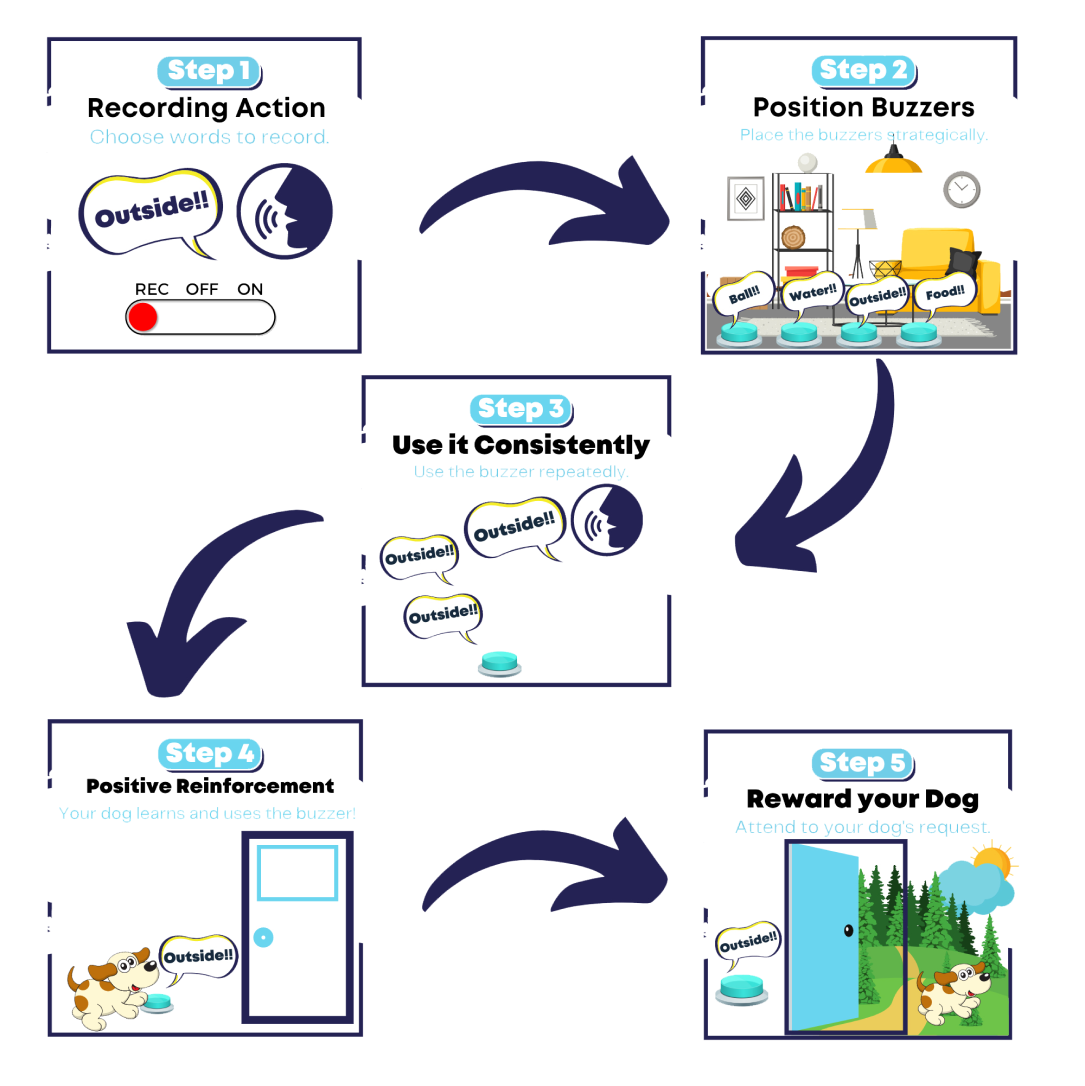 Step 1
Recording Action
Choose words to record.
Outside!!
REC OFF ON
Step 2
Position Buzzers
Place the buzzers strategically.
Ball!!
Water!!
Outside!!
Food!!
Step 3
Use it Consistently
Use the buzzer repeatedly.
Outside!!
Outside!!
Outside!!
Step 4
Positive Reinforcement
Your dog learns and uses the buzzer!
Outside!!
Step 5
Reward your Dog
Attend to your dog's request.
Outside!!